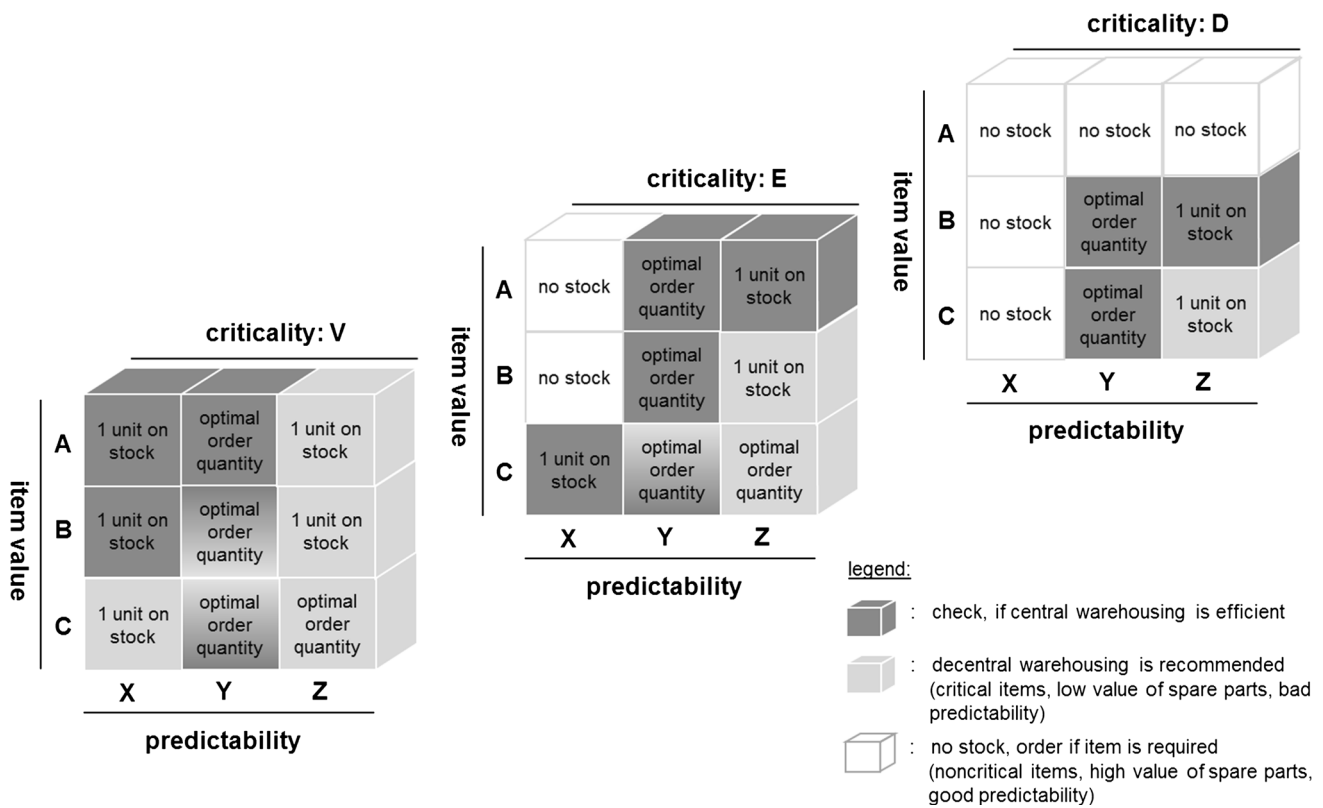 criticality: V
item value
A
1 unit on
stock
optimal
order
quantity
1 unit on
stock
B
1 unit on
stock
optimal
order
quantity
1 unit on
stock
C
1 unit on
stock
optimal
order
quantity
optimal
order
quantity
X Y Z
predictability
criticality: E
item value
A
no stock
optimal
order
quantity
1 unit on
stock
B
no stock
optimal
order
quantity
1 unit on
stock
C
1 unit on
stock
optimal
order
quantity
optimal
order
quantity
X Y Z
predictability
criticality: D
item value
A
no stock
no stock
no stock
B
no stock
optimal
order
quantity
1 unit on
stock
C
no stock
optimal
order
quantity
1 unit on
stock
X Y Z
predictability
legend:
: check, if central warehousing is efficient
: decentral warehousing is recommended
(critical items, low value of spare parts, bad
predictability)
: no stock, order if item is required
(noncritical items, high value of spare parts,
good predictability)